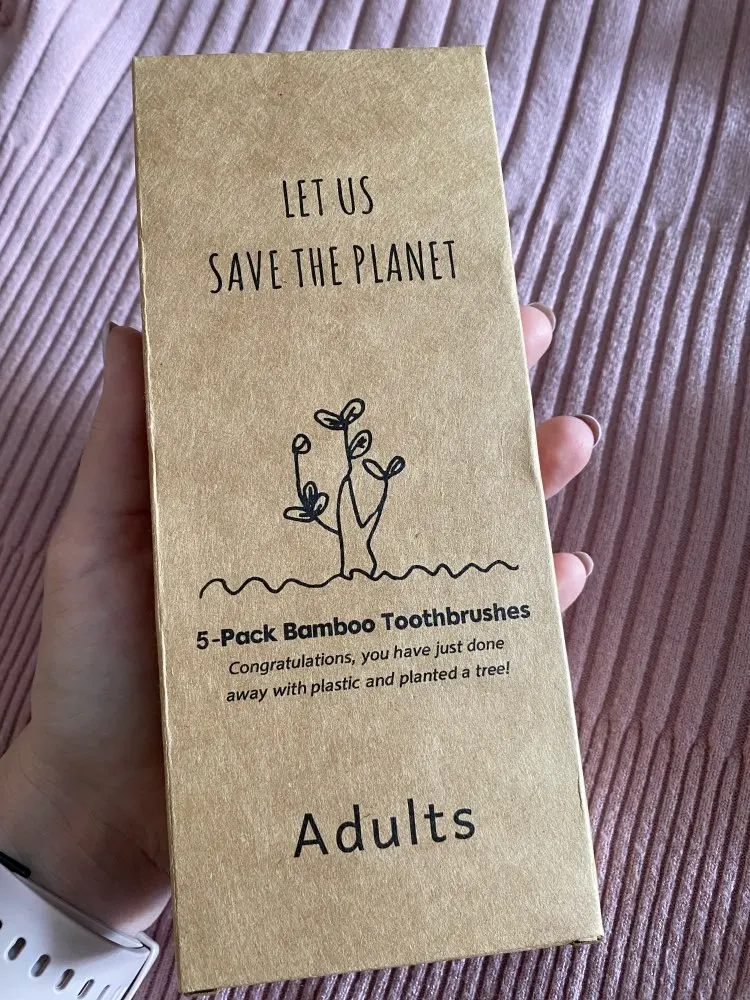 LET US
SAVE THE PLANET
5-Pack Bamboo Toothbrushes
Congratulations, you have just done
away with plastic and planted a tree!
Adults